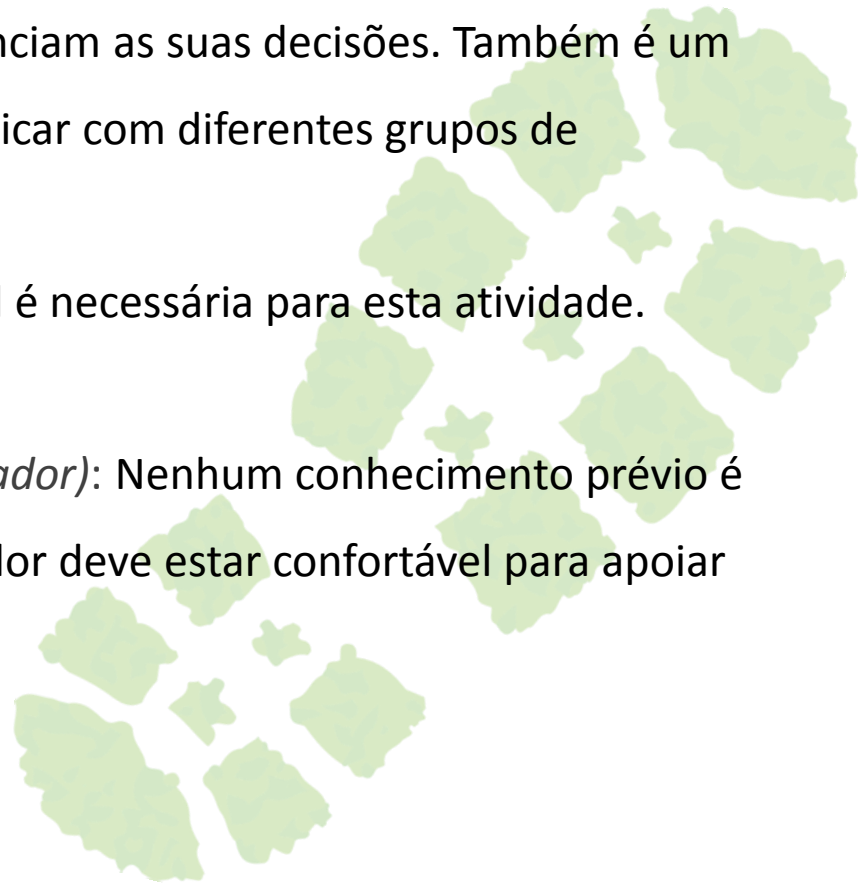 nciam as suas decisões. Também é um
icar com diferentes grupos de
é necessária para esta atividade.
ador): Nenhum conhecimento prévio é
lor deve estar confortável para apoiar